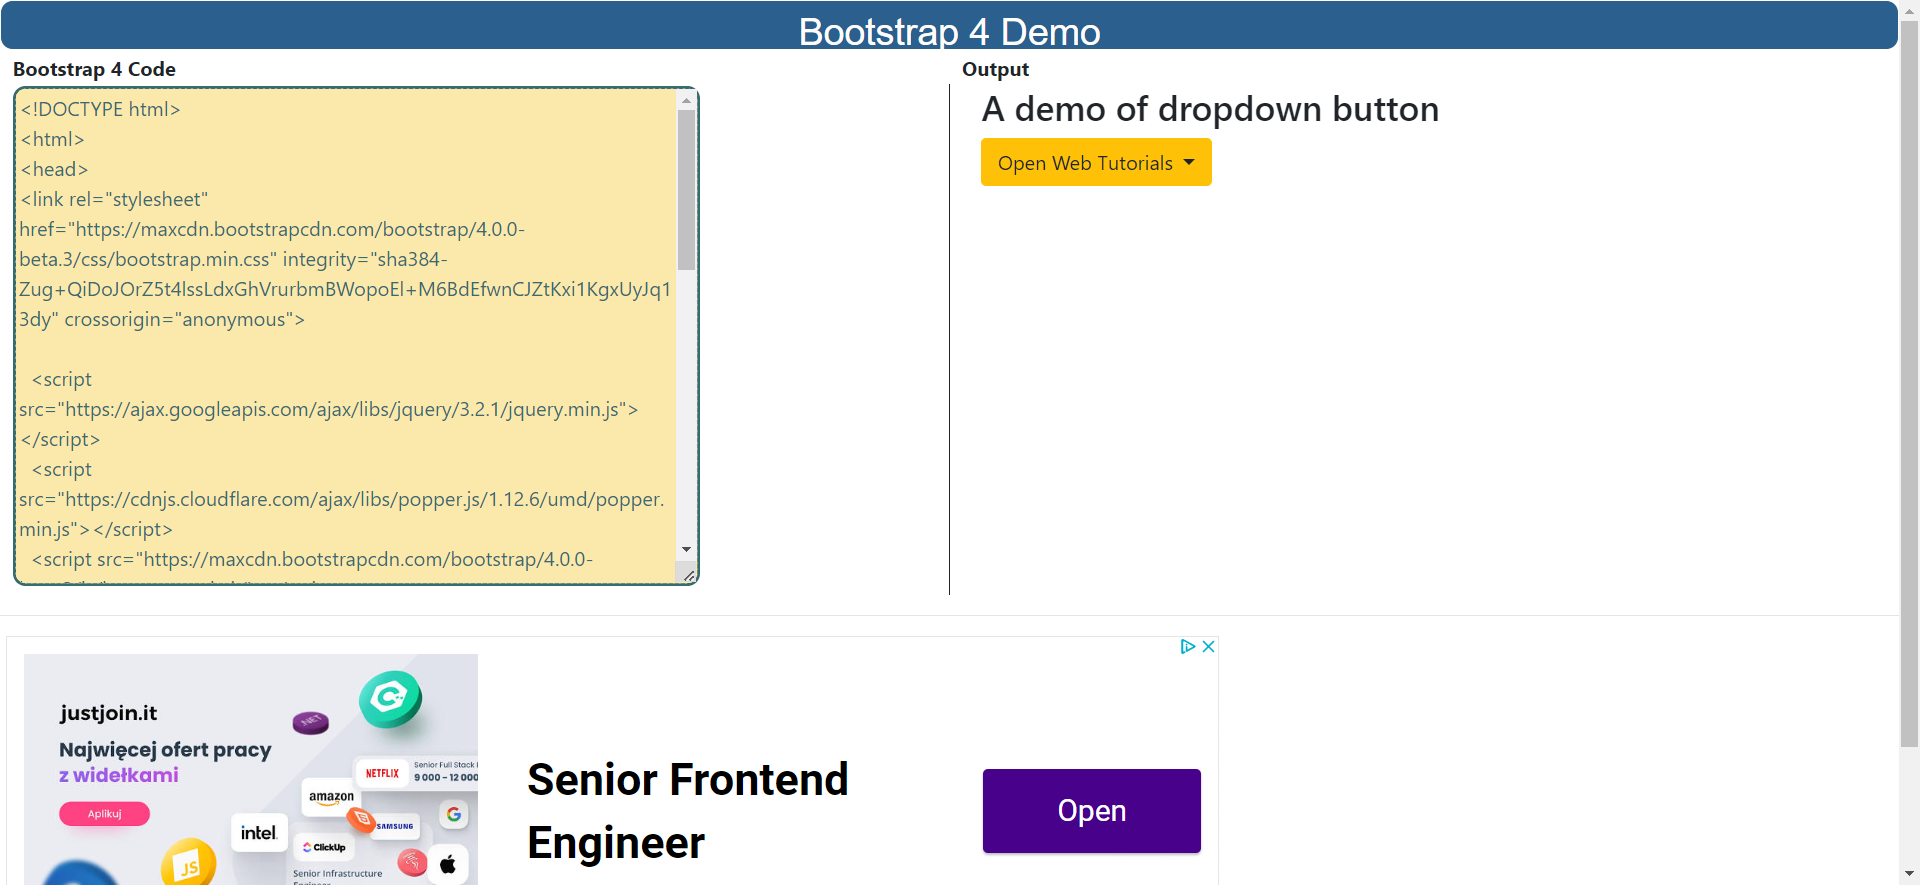 Bootstrap 4 Demo
Bootstrap 4 Code
<!DOCTYPE html>
<html>
<head>
<link rel="stylesheet"
href="https://maxcdn.bootstrapcdn.com/bootstrap/4.0.0-
beta.3/css/bootstrap.min.css" integrity="sha384-
Zug+QiDoJOrZ5t4lssLdxGhVrurbmBWopoEl+M6BdEfwnCJZtKxi1KgxUyJq1
3dy" crossorigin="anonymous">
<script
src="https://ajax.googleapis.com/ajax/libs/jquery/3.2.1/jquery.min.js">
</script>
<script
src="https://cdnjs.cloudflare.com/ajax/libs/popper.js/1.12.6/umd/popper.
min.js"></script>
<script src="https://maxcdn.bootstrapcdn.com/bootstrap/4.0.0-
Output
A demo of dropdown button
Open Web Tutorials
justjoin.it
Najwięcej ofert pracy
z widełkami
Aplikuj
.NET
Senior Full Stack
NETFLIX
9 000 - 12 000
amazon
SAMSUNG
intel.
ClickUp
JS
Senior Infrastructure
Engineer
Senior Frontend
Engineer
Open